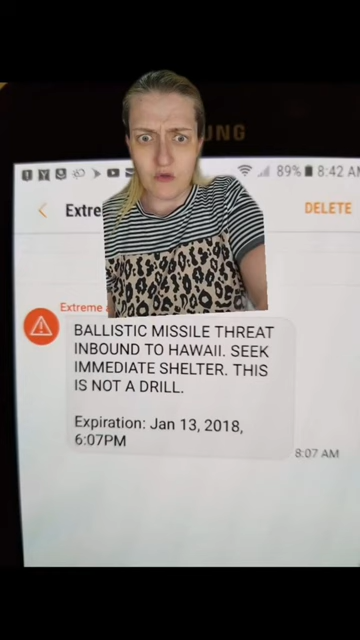 UNG
89% 8:42 AM
Extre
DELETE
Extreme a
BALLISTIC MISSILE THREAT
INBOUND TO HAWAII. SEEK
IMMEDIATE SHELTER. THIS
IS NOT A DRILL.
Expiration: Jan 13, 2018,
6:07PM
8:07 AM